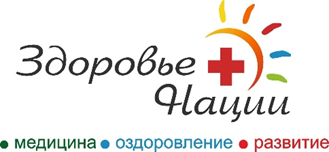 Здоровье
Нации
• медицина • оздоровление • развитие